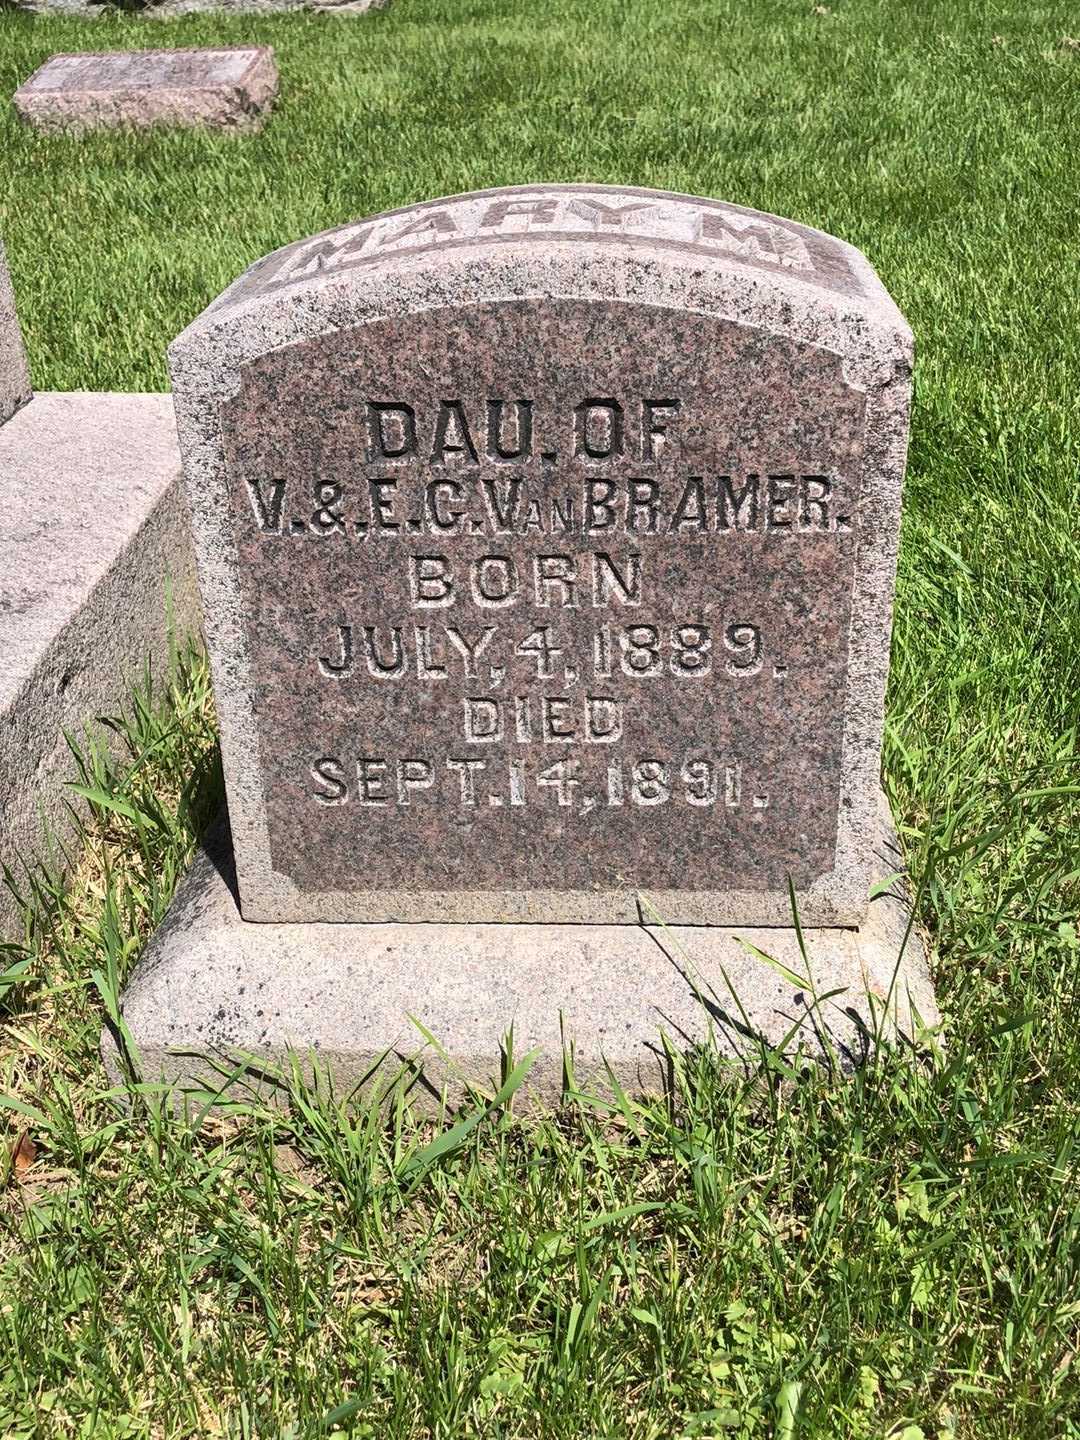 MARY M.
DAU. OF
V. & E. C. VAN BRAMER.
BORN
JULY, 4, 1889.
DIED
SEPT. 14, 1891.